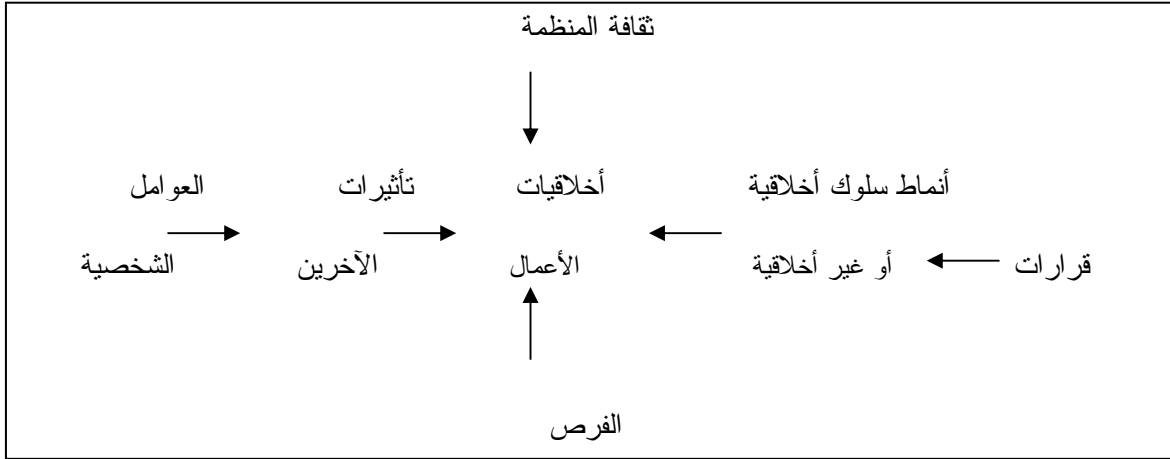 ثقافة المنظمة
أنماط سلوك أخلاقية أخلاقيات تأثيرات العوامل
قرارات أو غير أخلاقية الأعمال الآخرين الشخصية
الفرص